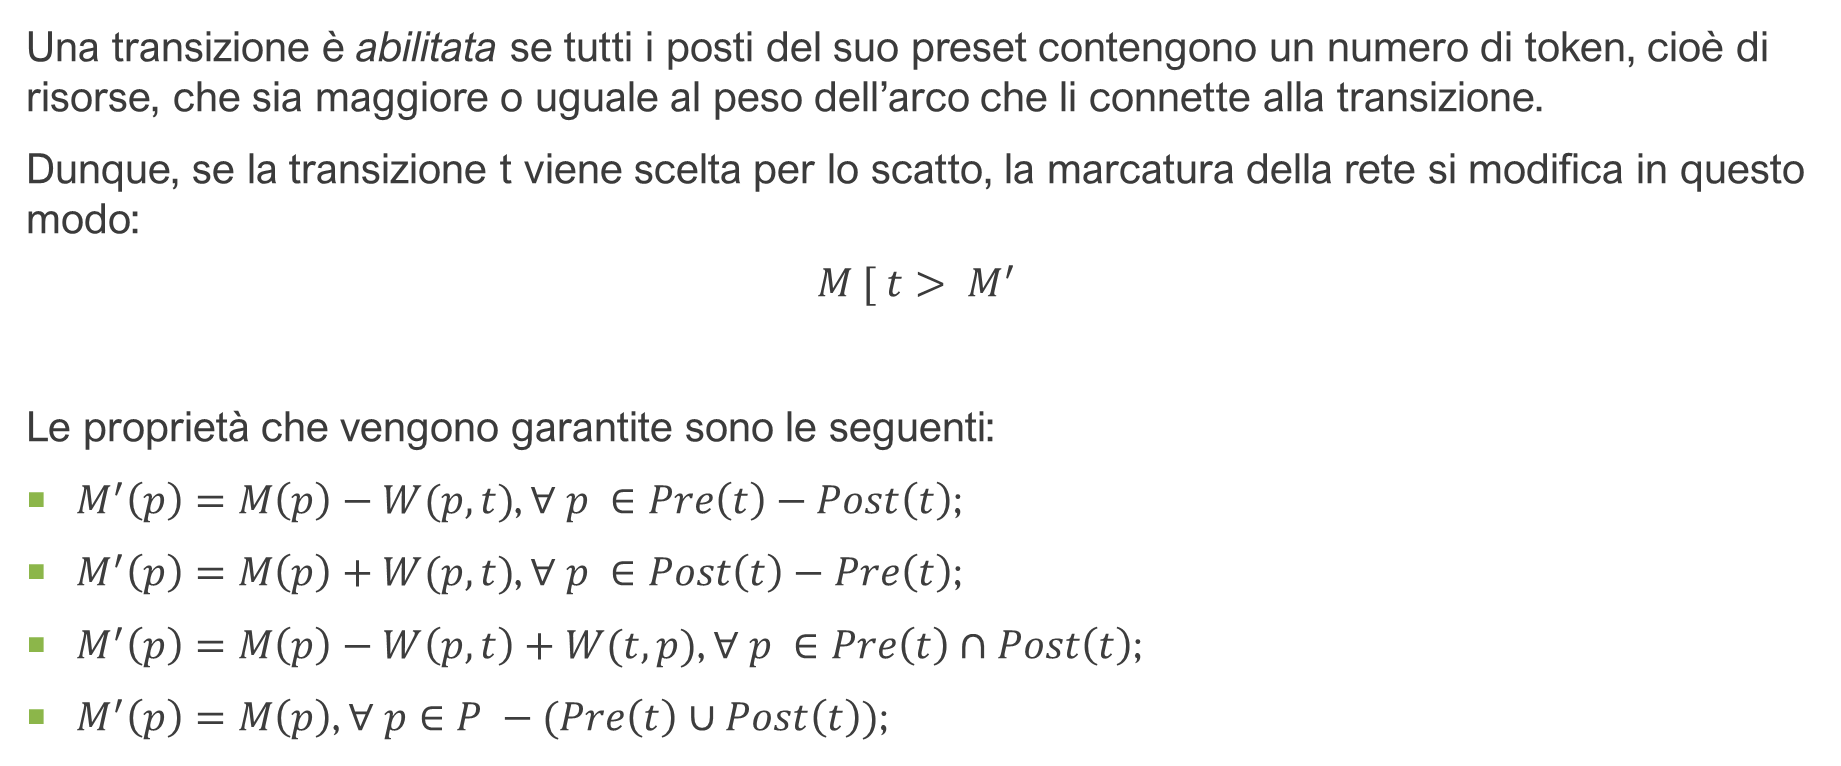 Una transizione è abilitata se tutti i posti del suo preset contengono un numero di token, cioè di
risorse, che sia maggiore o uguale al peso dell’arco che li connette alla transizione.
Dunque, se la transizione t viene scelta per lo scatto, la marcatura della rete si modifica in questo
modo:
M [ t > M′
Le proprietà che vengono garantite sono le seguenti:
▪ M′(p) = M(p) − W(p, t), ∀ p ∈ Pre(t) − Post(t);
▪ M′(p) = M(p) + W(p, t), ∀ p ∈ Post(t) − Pre(t);
▪ M′(p) = M(p) − W(p, t) + W(t, p), ∀ p ∈ Pre(t) ∩ Post(t);
▪ M′(p) = M(p), ∀ p ∈ P − (Pre(t) ∪ Post(t));